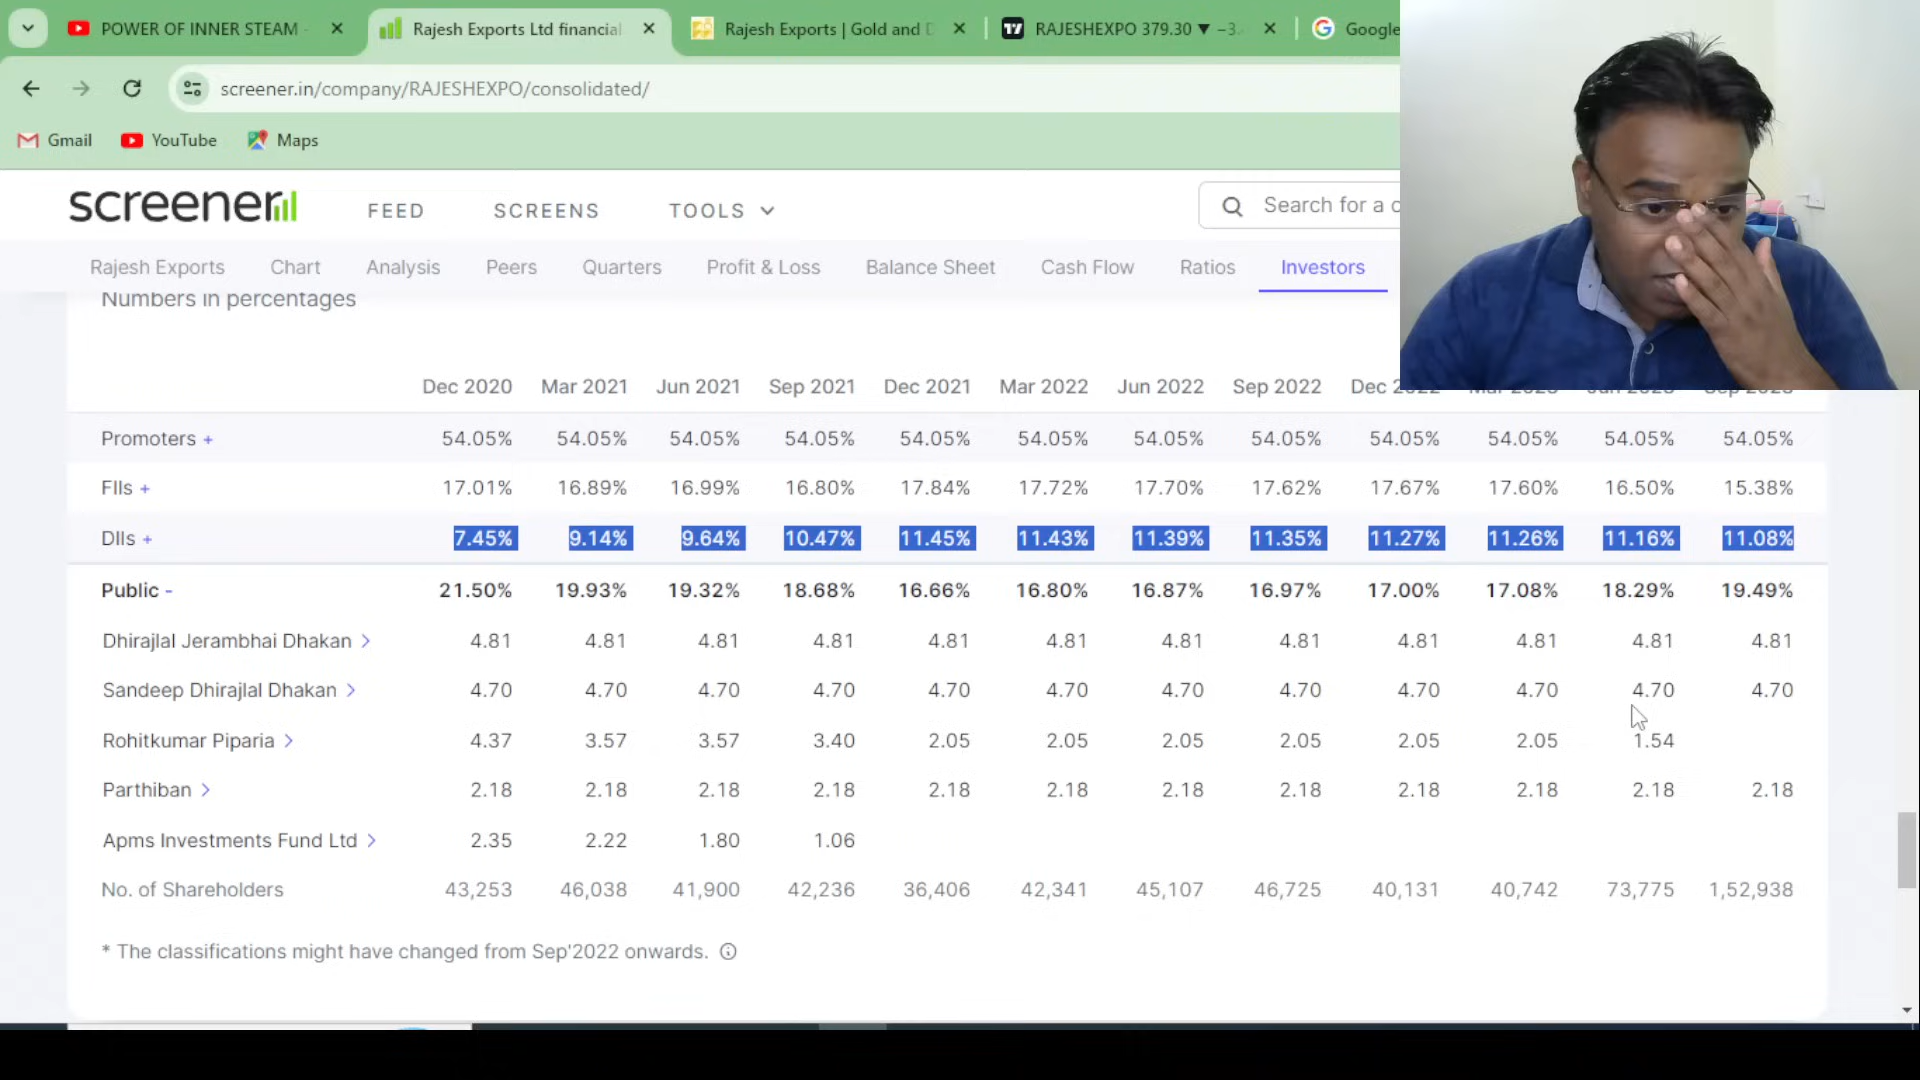 POWER OF INNER STEAM
Rajesh Exports Ltd financial
Rajesh Exports | Gold and D
RAJESHEXPO 379.30 ▼ −3.
Google
screener.in/company/RAJESHEXPO/consolidated/
Gmail YouTube Maps
screener FEED SCREENS TOOLS Search for a c
Rajesh Exports Chart Analysis Peers Quarters Profit & Loss Balance Sheet Cash Flow Ratios Investors
Numbers in percentages
Dec 2020 Mar 2021 Jun 2021 Sep 2021 Dec 2021 Mar 2022 Jun 2022 Sep 2022 Dec 2022 Mar 2023 Jun 2023 Sep 2023
Promoters + 54.05% 54.05% 54.05% 54.05% 54.05% 54.05% 54.05% 54.05% 54.05% 54.05% 54.05% 54.05%
FIIs + 17.01% 16.89% 16.99% 16.80% 17.84% 17.72% 17.70% 17.62% 17.67% 17.60% 16.50% 15.38%
DIIs + 7.45% 9.14% 9.64% 10.47% 11.45% 11.43% 11.39% 11.35% 11.27% 11.26% 11.16% 11.08%
Public - 21.50% 19.93% 19.32% 18.68% 16.66% 16.80% 16.87% 16.97% 17.00% 17.08% 18.29% 19.49%
Dhirajlal Jerambhai Dhakan > 4.81 4.81 4.81 4.81 4.81 4.81 4.81 4.81 4.81 4.81 4.81 4.81
Sandeep Dhirajlal Dhakan > 4.70 4.70 4.70 4.70 4.70 4.70 4.70 4.70 4.70 4.70 4.70 4.70
Rohitkumar Piparia > 4.37 3.57 3.57 3.40 2.05 2.05 2.05 2.05 2.05 2.05 1.54
Parthiban > 2.18 2.18 2.18 2.18 2.18 2.18 2.18 2.18 2.18 2.18 2.18 2.18
Apms Investments Fund Ltd > 2.35 2.22 1.80 1.06
No. of Shareholders 43,253 46,038 41,900 42,236 36,406 42,341 45,107 46,725 40,131 40,742 73,775 1,52,938
* The classifications might have changed from Sep'2022 onwards.